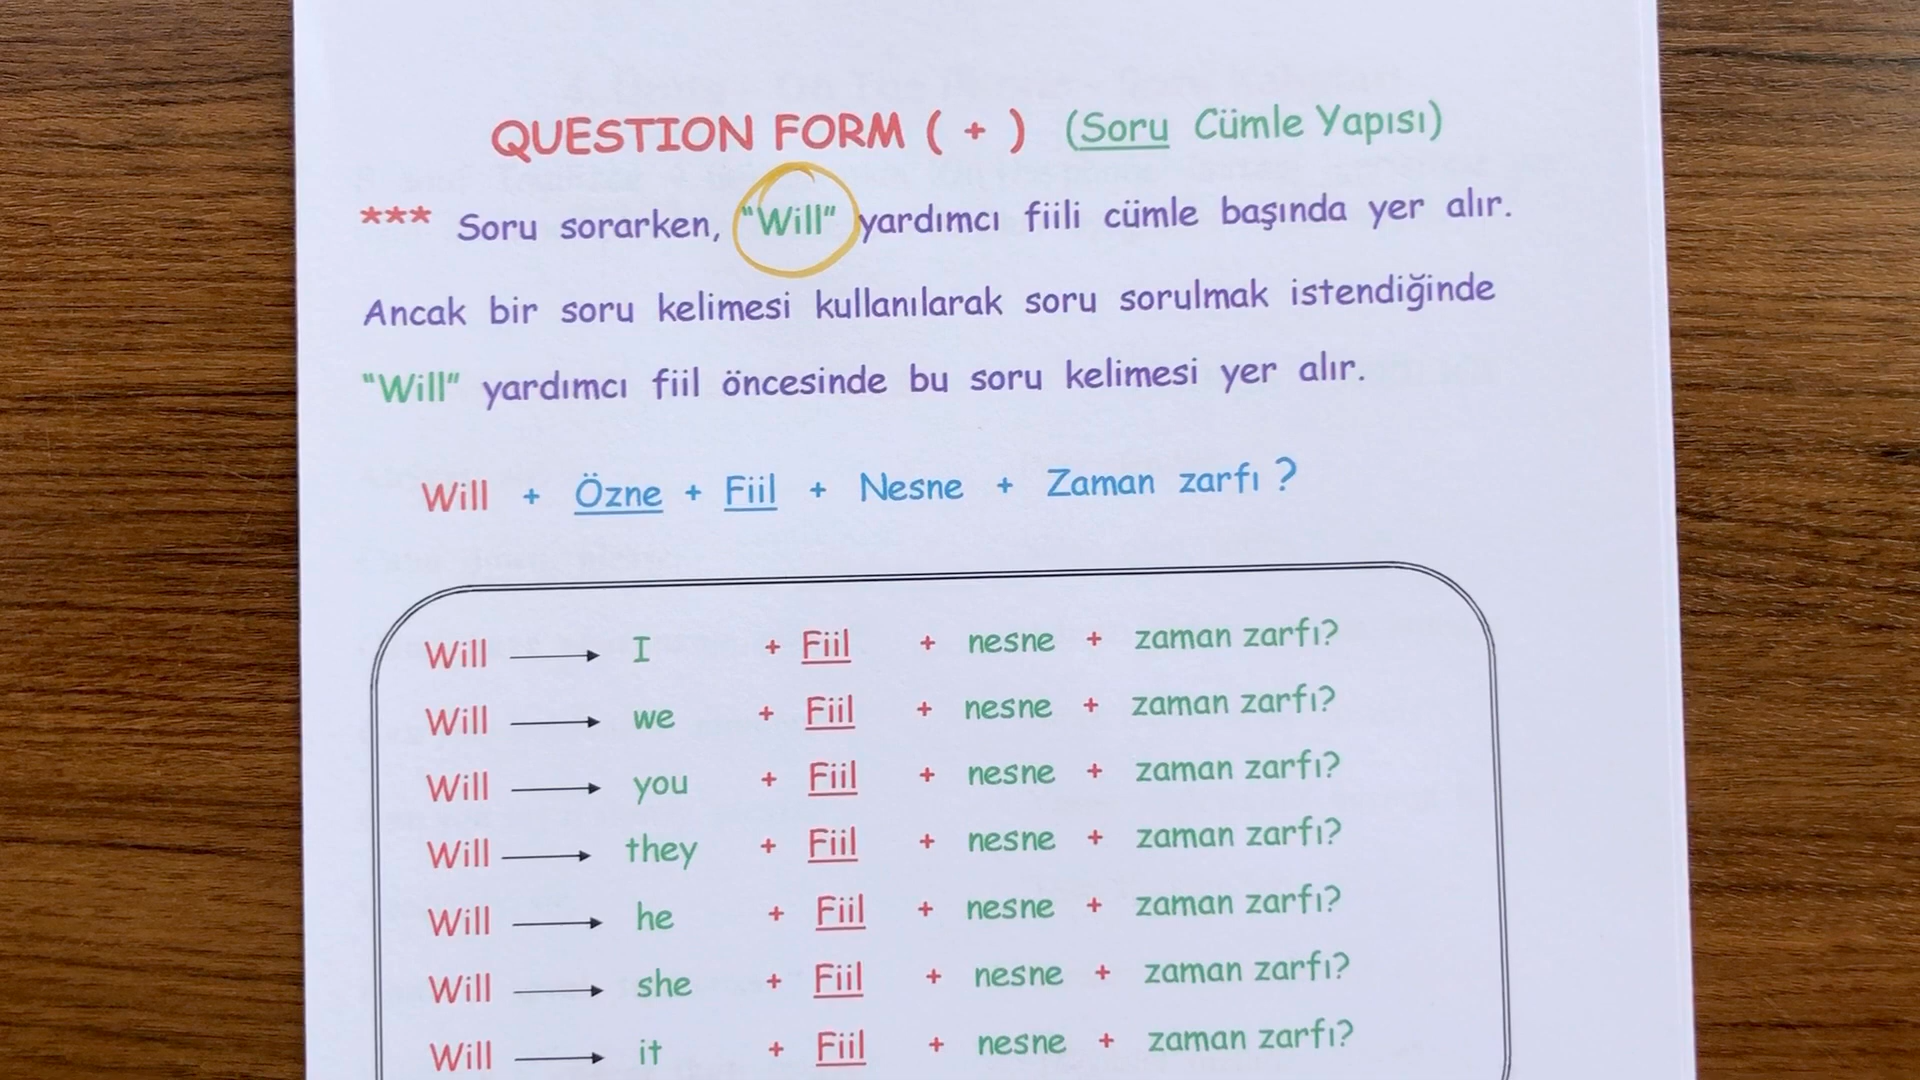 QUESTION FORM ( + ) (Soru Cümle Yapısı)
*** Soru sorarken, "Will" yardımcı fiili cümle başında yer alır.
Ancak bir soru kelimesi kullanılarak soru sorulmak istendiğinde
"Will" yardımcı fiil öncesinde bu soru kelimesi yer alır.
Will + Özne + Fiil + Nesne + Zaman zarfı ?
Will → I + Fiil + nesne + zaman zarfı?
Will → we + Fiil + nesne + zaman zarfı?
Will → you + Fiil + nesne + zaman zarfı?
Will → they + Fiil + nesne + zaman zarfı?
Will → he + Fiil + nesne + zaman zarfı?
Will → she + Fiil + nesne + zaman zarfı?
Will → it + Fiil + nesne + zaman zarfı?